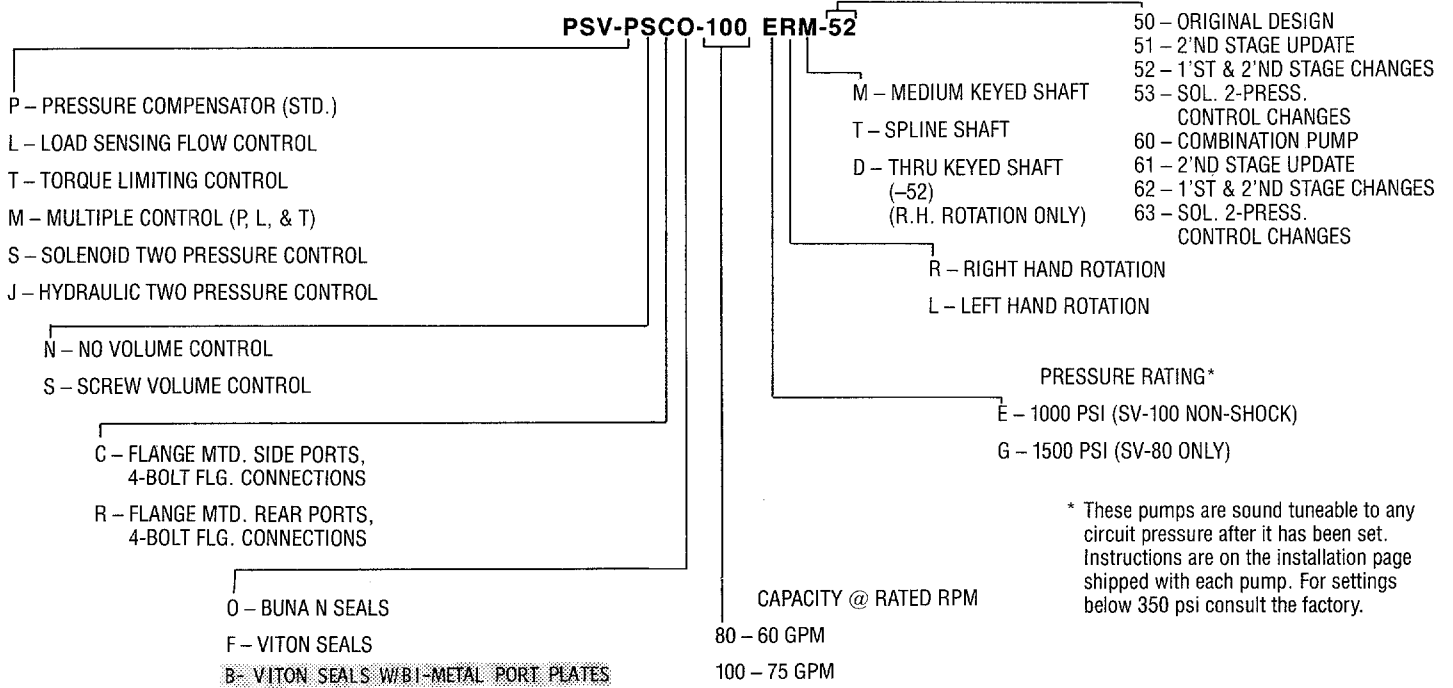 PSV-PSCO-100 ERM-52
P – PRESSURE COMPENSATOR (STD.)
L – LOAD SENSING FLOW CONTROL
T – TORQUE LIMITING CONTROL
M – MULTIPLE CONTROL (P, L, & T)
S – SOLENOID TWO PRESSURE CONTROL
J – HYDRAULIC TWO PRESSURE CONTROL
N – NO VOLUME CONTROL
S – SCREW VOLUME CONTROL
C – FLANGE MTD. SIDE PORTS,
4-BOLT FLG. CONNECTIONS
R – FLANGE MTD. REAR PORTS,
4-BOLT FLG. CONNECTIONS
O – BUNA N SEALS
F – VITON SEALS
B- VITON SEALS W/BI-METAL PORT PLATES
CAPACITY @ RATED RPM
80 – 60 GPM
100 – 75 GPM
PRESSURE RATING*
E – 1000 PSI (SV-100 NON-SHOCK)
G – 1500 PSI (SV-80 ONLY)
R – RIGHT HAND ROTATION
L – LEFT HAND ROTATION
M – MEDIUM KEYED SHAFT
T – SPLINE SHAFT
D – THRU KEYED SHAFT
(–52)
(R.H. ROTATION ONLY)
50 – ORIGINAL DESIGN
51 – 2'ND STAGE UPDATE
52 – 1'ST & 2'ND STAGE CHANGES
53 – SOL. 2-PRESS.
CONTROL CHANGES
60 – COMBINATION PUMP
61 – 2'ND STAGE UPDATE
62 – 1'ST & 2'ND STAGE CHANGES
63 – SOL. 2-PRESS.
CONTROL CHANGES
* These pumps are sound tuneable to any
circuit pressure after it has been set.
Instructions are on the installation page
shipped with each pump. For settings
below 350 psi consult the factory.